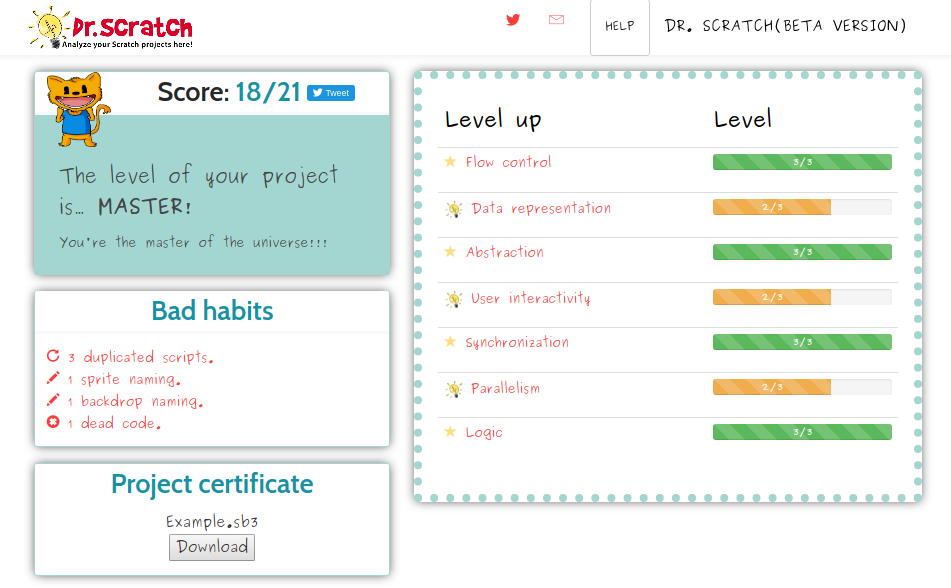 Dr.Scratch
Analyze your Scratch projects here!
HELP
DR. SCRATCH(BETA VERSION)
Score: 18/21
Tweet
The level of your project
is... MASTER!
You're the master of the universe!!!
Bad habits
3 duplicated scripts.
1 sprite naming.
1 backdrop naming.
1 dead code.
Project certificate
Example.sb3
Download
Level up Level
Flow control 3/3
Data representation 2/3
Abstraction 3/3
User interactivity 2/3
Synchronization 3/3
Parallelism 2/3
Logic 3/3